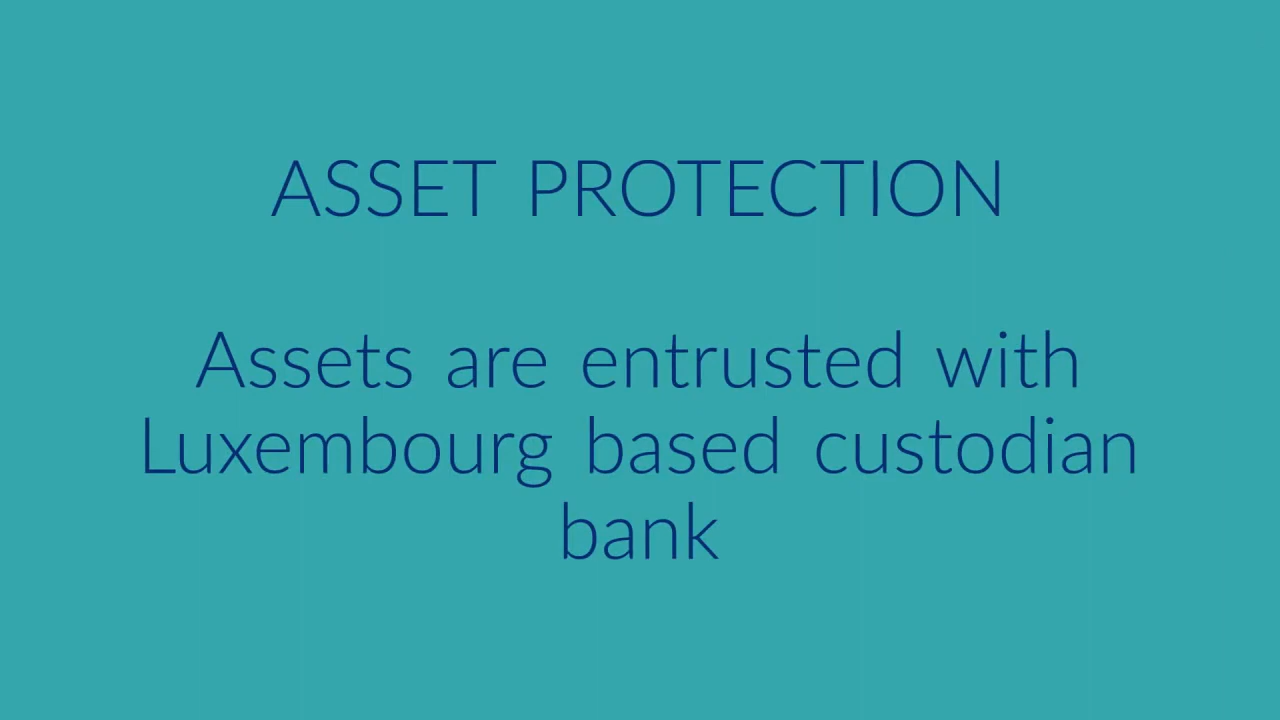 ASSET PROTECTION
Assets are entrusted with
Luxembourg based custodian
bank